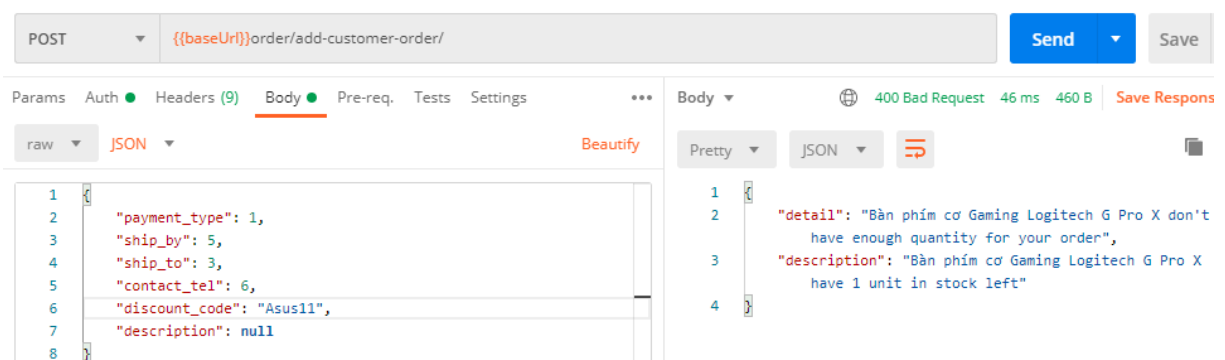 POST {{baseUrl}}order/add-customer-order/ Send Save
Params Auth Headers (9) Body Pre-req. Tests Settings
raw JSON Beautify
1 {
2 "payment_type": 1,
3 "ship_by": 5,
4 "ship_to": 3,
5 "contact_tel": 6,
6 "discount_code": "Asus11",
7 "description": null
8 }
Body 400 Bad Request 46 ms 460 B Save Respons
Pretty JSON
1 {
2 "detail": "Bàn phím cơ Gaming Logitech G Pro X don't
have enough quantity for your order",
3 "description": "Bàn phím cơ Gaming Logitech G Pro X
have 1 unit in stock left"
4 }